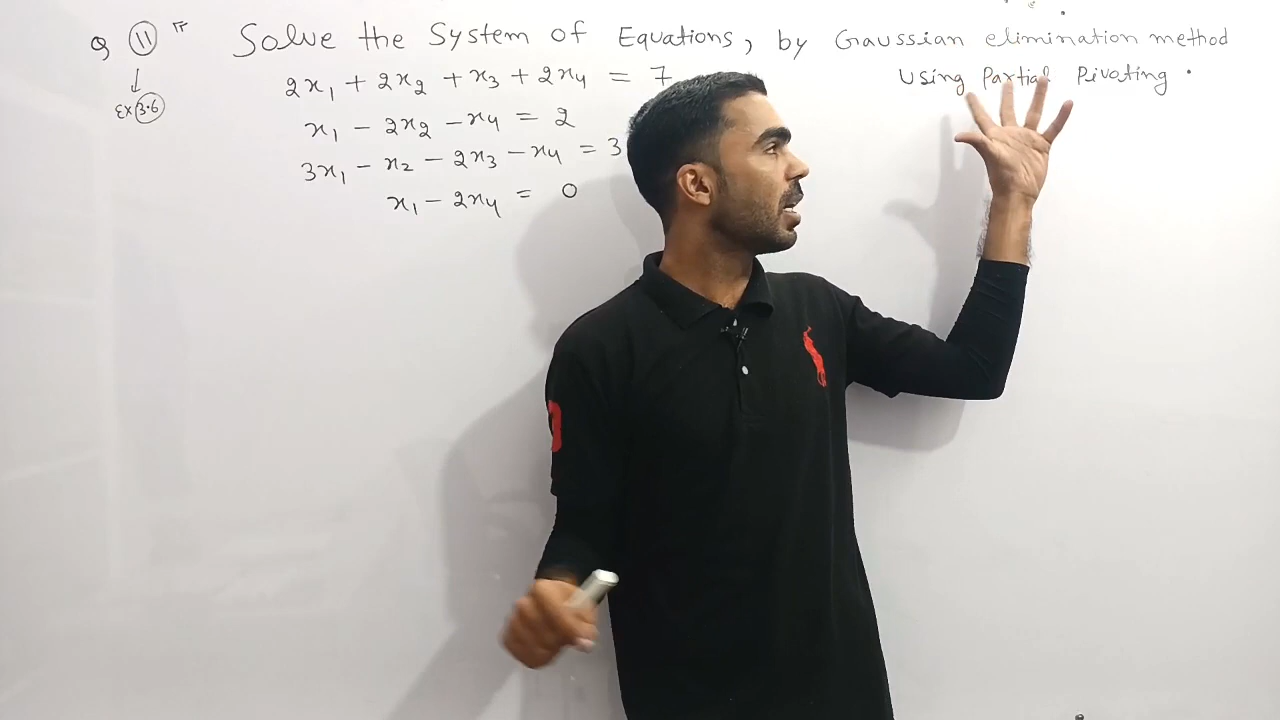 Q 11 Solve the System of Equations, by Gaussian elimination method
Ex 3.6 using Partial Pivoting.
2x₁ + 2x₂ + x₃ + 2x₄ = 7
x₁ - 2x₂ - x₄ = 2
3x₁ - x₂ - 2x₃ - x₄ = 3
x₁ - 2x₄ = 0